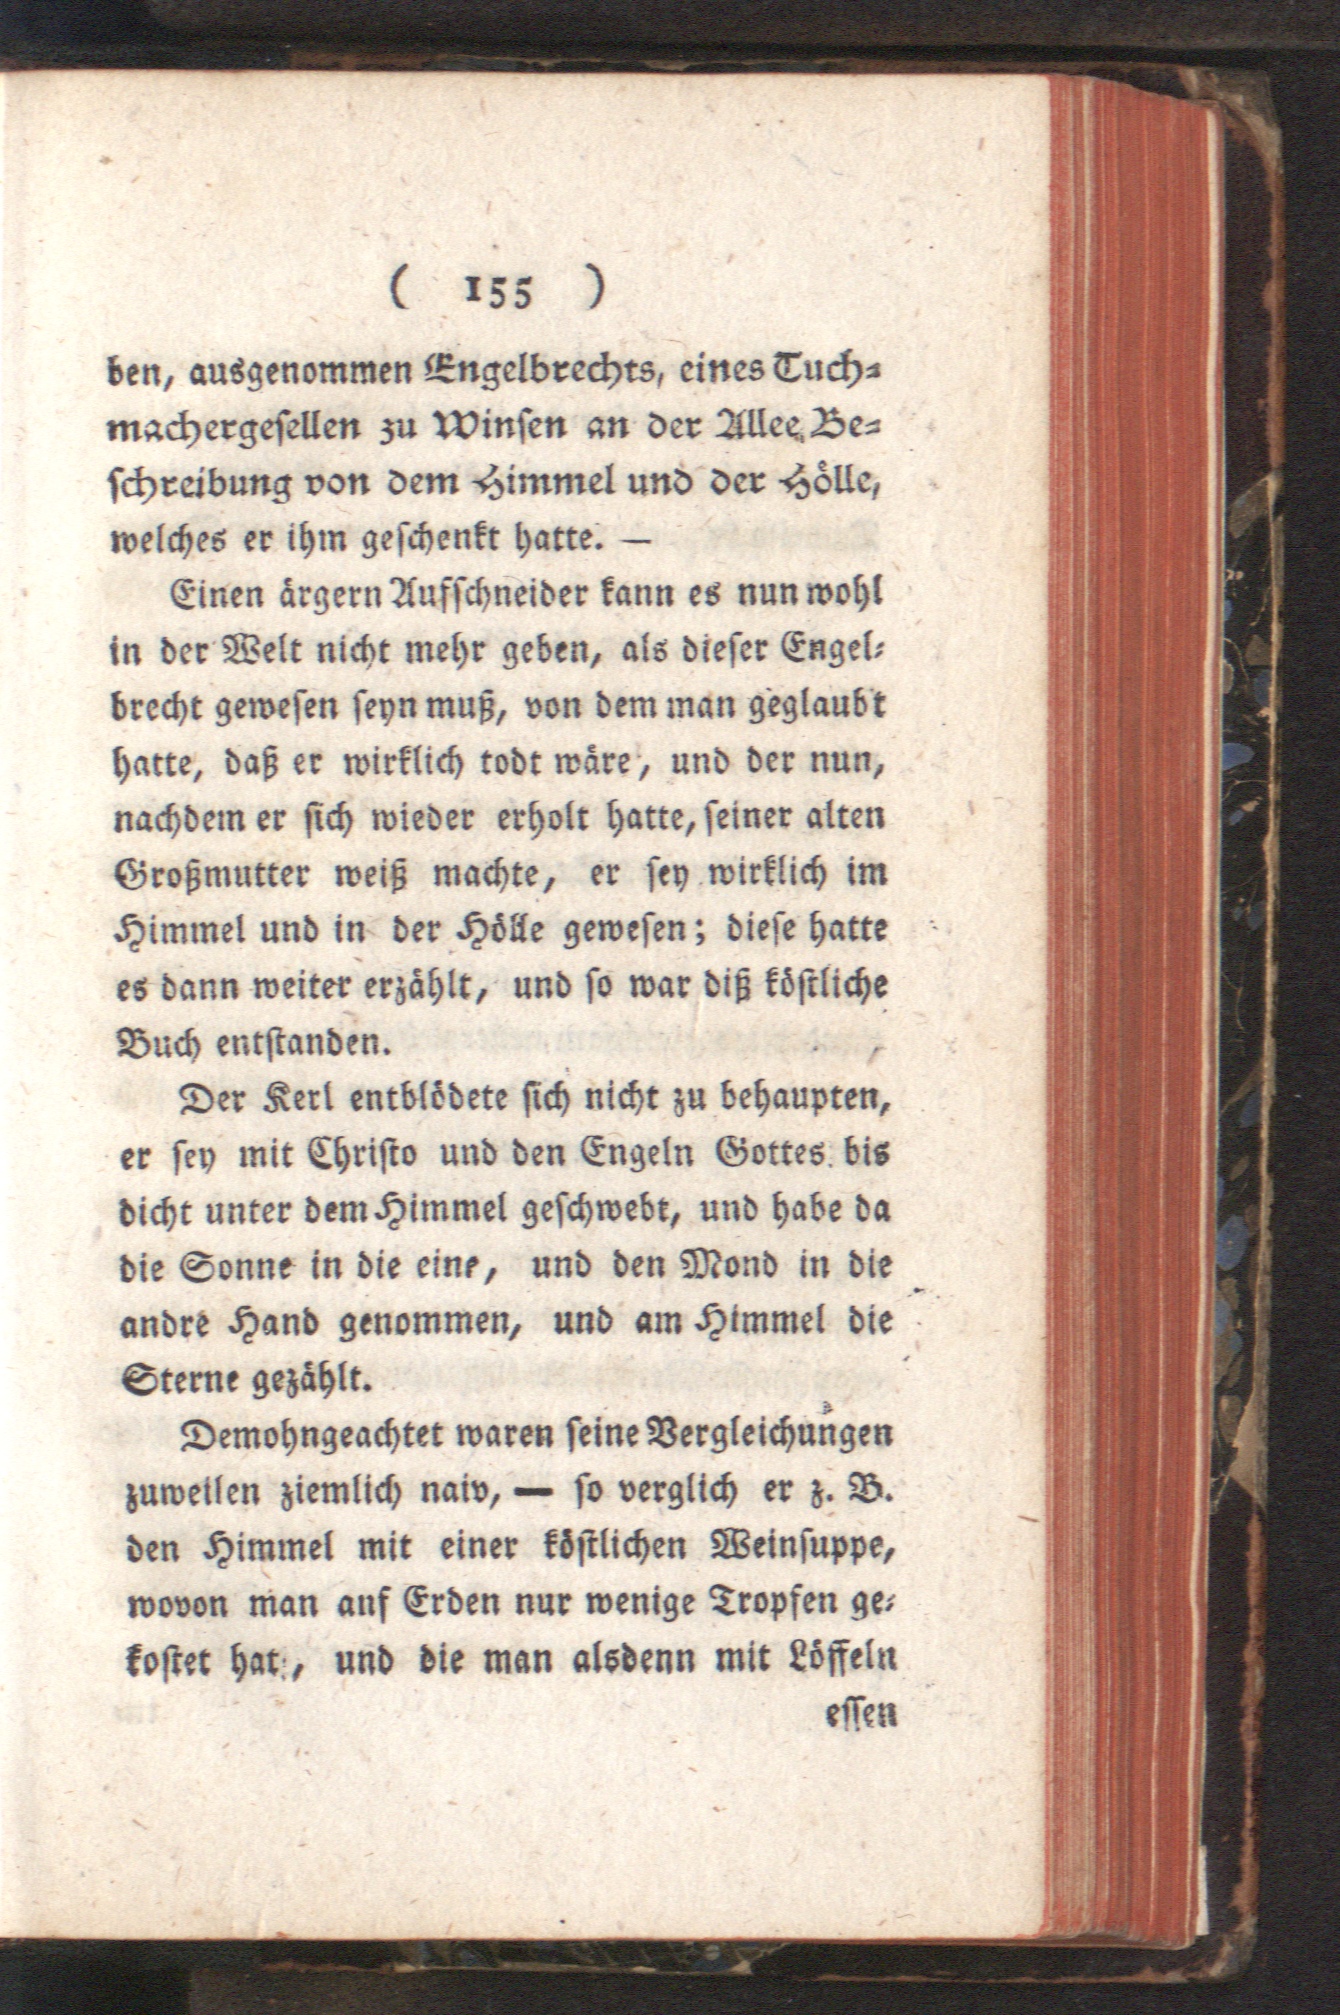 ( 155 )
ben, ausgenommen Engelbrechts, eines Tuch⸗
machergesellen zu Winsen an der Allee Be⸗
schreibung von dem Himmel und der Hölle,
welches er ihm geschenkt hatte. —
Einen ärgern Aufschneider kann es nun wohl
in der Welt nicht mehr geben, als dieser Engel⸗
brecht gewesen seyn muß, von dem man geglaubt
hatte, daß er wirklich todt wäre, und der nun,
nachdem er sich wieder erholt hatte, seiner alten
Großmutter weiß machte, er sey wirklich im
Himmel und in der Hölle gewesen; diese hatte
es dann weiter erzählt, und so war diß köstliche
Buch entstanden.
Der Kerl entblödete sich nicht zu behaupten,
er sey mit Christo und den Engeln Gottes bis
dicht unter dem Himmel geschwebt, und habe da
die Sonne in die eine, und den Mond in die
andre Hand genommen, und am Himmel die
Sterne gezählt.
Demohngeachtet waren seine Vergleichungen
zuweilen ziemlich naiv, — so verglich er z. B.
den Himmel mit einer köstlichen Weinsuppe,
wovon man auf Erden nur wenige Tropfen ge⸗
kostet hat, und die man alsdenn mit Löffeln
essen